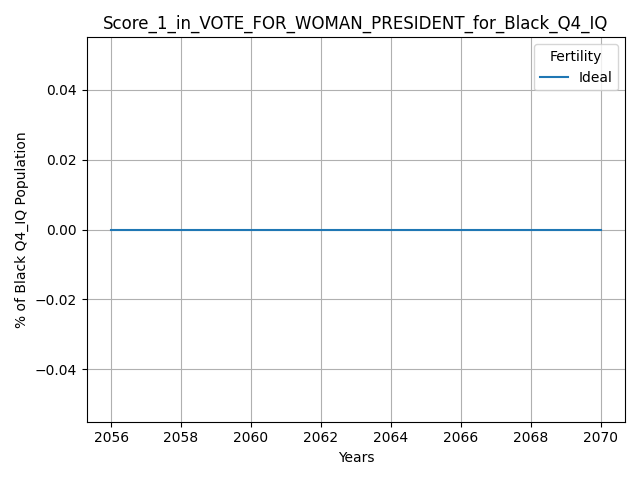 Score_1_in_VOTE_FOR_WOMAN_PRESIDENT_for_Black_Q4_IQ
Fertility
Ideal
% of Black Q4_IQ Population
0.04
0.02
0.00
−0.02
−0.04
2056 2058 2060 2062 2064 2066 2068 2070
Years